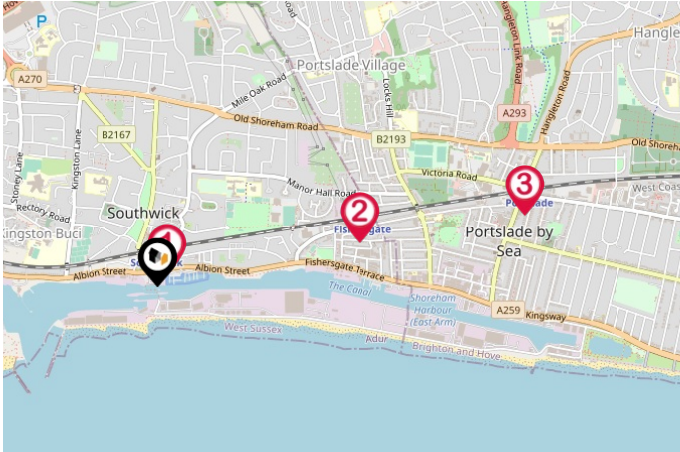 P
Hangle
A270
Mile Oak Road
Portslade Village
Locks Hill
Hangleton Link Road
Hangleton Road
A293
B2167
Old Shoreham Road
B2193
Old Shoreha
Stoney Lane
Kingston Lane
Victoria Road
West Coas
Manor Hall Road
Rectory Road
Southwick
Kingston Buci
2
Fishersgate
3
Portslade
Portslade by
Sea
Albion Street
Albion Street
Fishersgate Terrace
The Canal
Shoreham
Harbour
(East Arm)
A259
Kingsway
West Sussex
Adur
Brighton and Hove